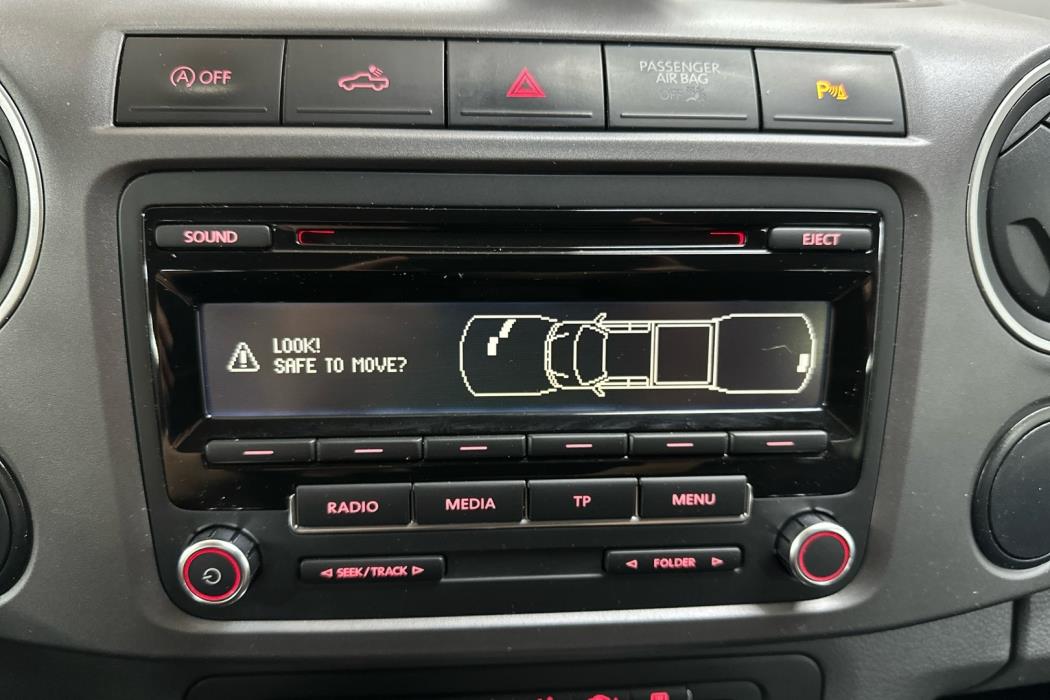 A OFF
PASSENGER
AIR BAG
OFF
P
SOUND
EJECT
LOOK!
SAFE TO MOVE?
RADIO
MEDIA
TP
MENU
SEEK/TRACK
FOLDER